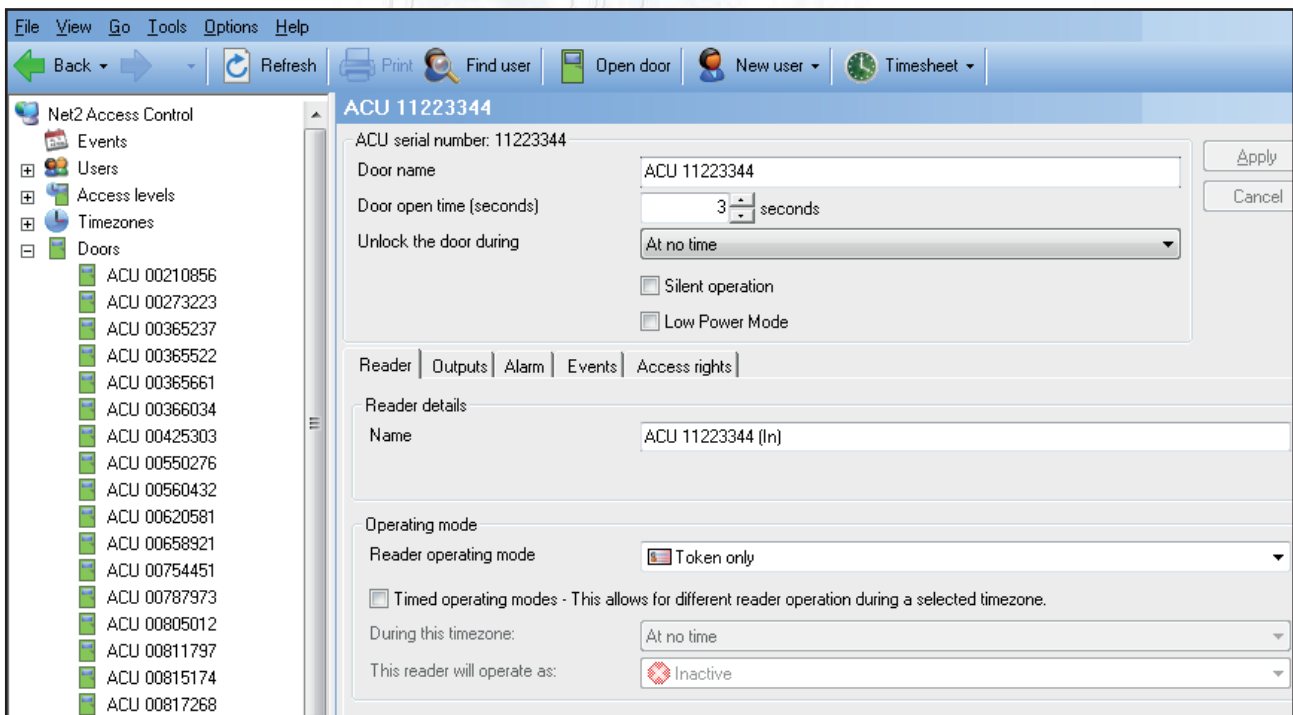 File View Go Tools Options Help
Back Refresh Print Find user Open door New user Timesheet
Net2 Access Control
Events
Users
Access levels
Timezones
Doors
ACU 00210856
ACU 00273223
ACU 00365237
ACU 00365522
ACU 00365661
ACU 00366034
ACU 00425303
ACU 00550276
ACU 00560432
ACU 00620581
ACU 00658921
ACU 00754451
ACU 00787973
ACU 00805012
ACU 00811797
ACU 00815174
ACU 00817268
ACU 11223344
ACU serial number: 11223344
Door name ACU 11223344
Door open time (seconds) 3 seconds
Unlock the door during At no time
Silent operation
Low Power Mode
Apply
Cancel
Reader Outputs Alarm Events Access rights
Reader details
Name ACU 11223344 (In)
Operating mode
Reader operating mode Token only
Timed operating modes - This allows for different reader operation during a selected timezone.
During this timezone: At no time
This reader will operate as: Inactive